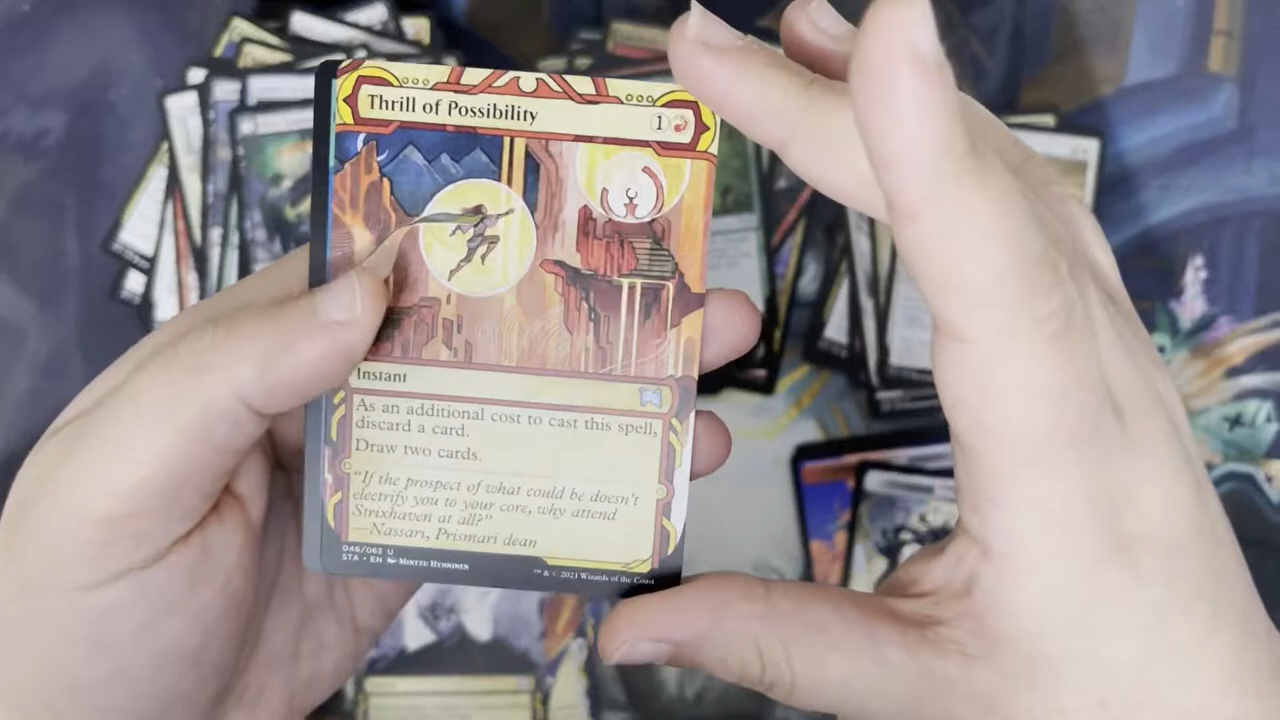 Thrill of Possibility
1
Instant
As an additional cost to cast this spell,
discard a card.
Draw two cards.
"If the prospect of what could be doesn't
electrify you to your core, why attend
Strixhaven at all?"
—Nassari, Prismari dean
046/063 U
STA • EN Minttu Hynninen
™ & © 2021 Wizards of the Coast